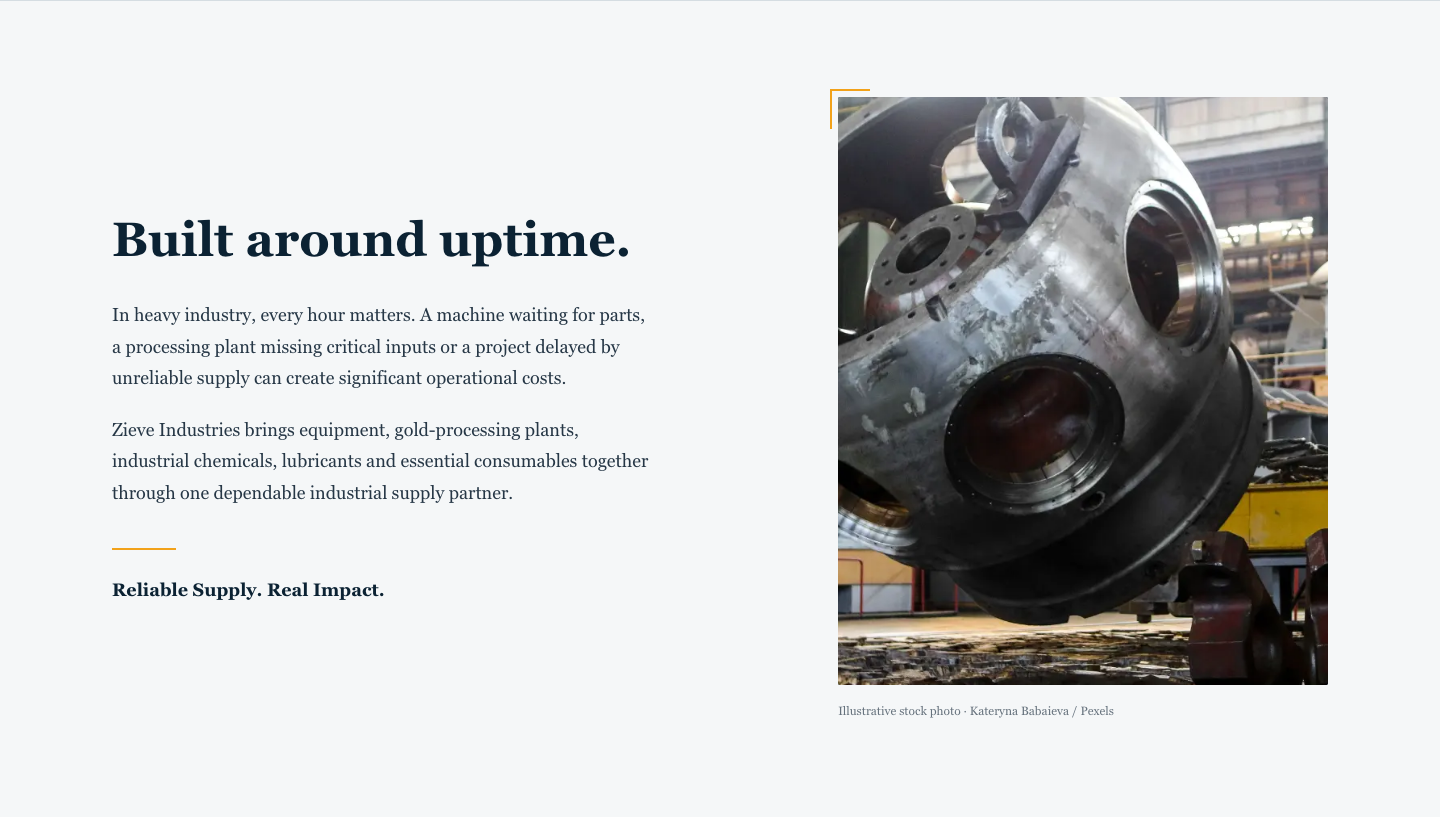 Built around uptime.
In heavy industry, every hour matters. A machine waiting for parts,
a processing plant missing critical inputs or a project delayed by
unreliable supply can create significant operational costs.
Zieve Industries brings equipment, gold-processing plants,
industrial chemicals, lubricants and essential consumables together
through one dependable industrial supply partner.
Reliable Supply. Real Impact.
Illustrative stock photo · Kateryna Babaieva / Pexels